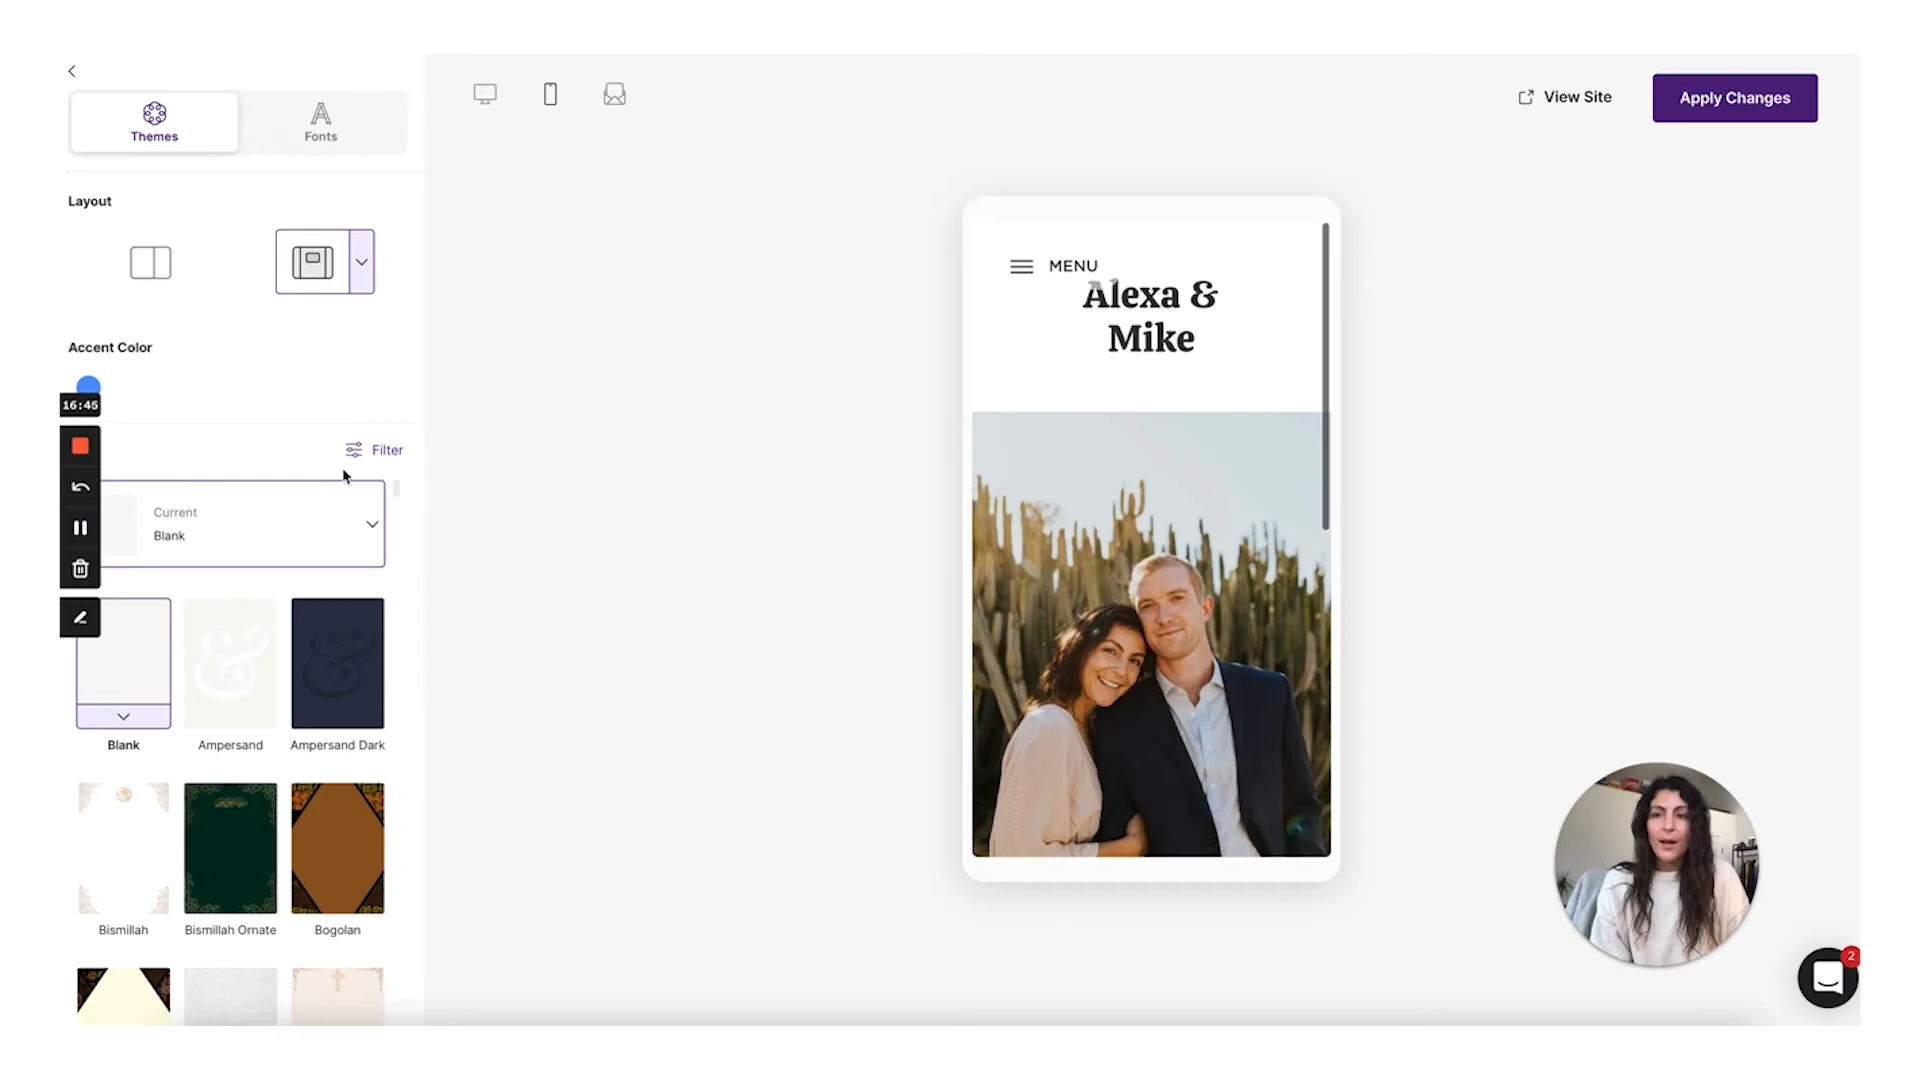 Themes
Fonts
View Site
Apply Changes
Layout
MENU
Alexa &
Mike
Accent Color
16:45
Filter
Current
Blank
Blank
Ampersand
Ampersand Dark
Bismillah
Bismillah Ornate
Bogolan
2